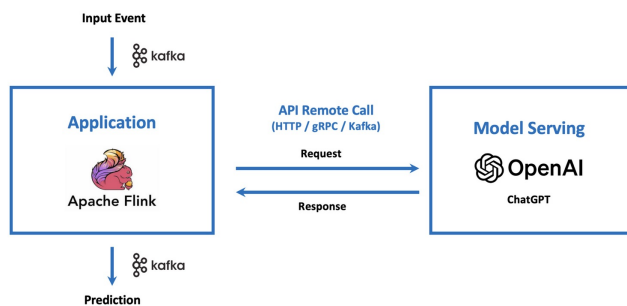 Input Event
kafka
Application
Apache Flink
API Remote Call
(HTTP / gRPC / Kafka)
Request
Response
Model Serving
OpenAI
ChatGPT
kafka
Prediction